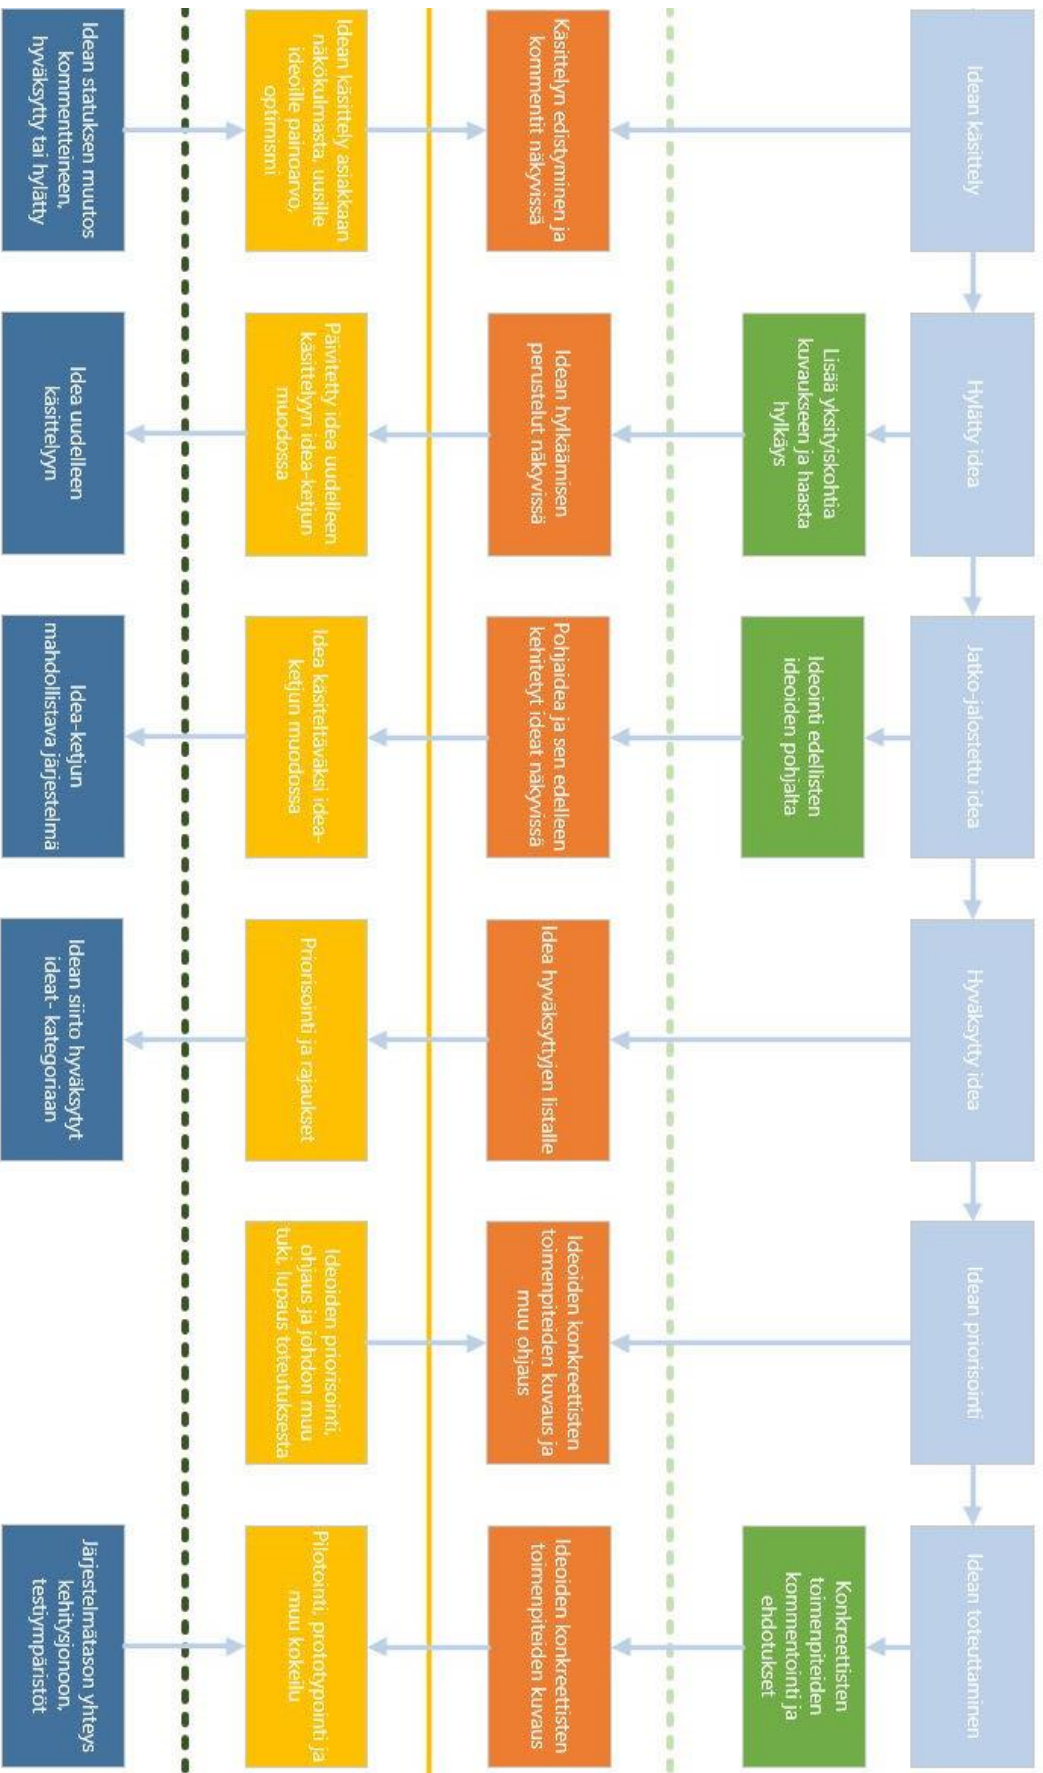 Idean käsittely
Hylätty idea
Jatko-jalostettu idea
Hyväksytty idea
Idean priorisointi
Idean toteuttaminen
Lisää yksityiskohtia
kuvaukseen ja haasta
hylkäys
Ideointi edellisten
ideoiden pohjalta
Konkreettisten
toimenpiteiden
kommentointi ja
ehdotukset
Käsittelyn edistyminen ja
kommentit näkyvissä
Idean hylkäämisen
perustelut näkyvissä
Pohjaidea ja sen edelleen
kehitetyt ideat näkyvissä
Idea hyväksyttyjen listalle
Ideoiden konkreettisten
toimenpiteiden kuvaus ja
muu ohjaus
Ideoiden konkreettisten
toimenpiteiden kuvaus
Idean käsittely asiakkaan
näkökulmasta, uusille
ideoille painoarvo,
optimismi
Päivitetty idea uudelleen
käsittelyyn idea-ketjun
muodossa
Idea käsiteltäväksi idea-
ketjun muodossa
Priorisointi ja rajaukset
Ideoiden priorisointi,
ohjaus ja johdon muu
tuki, lupaus toteutuksesta
Pilotointi, prototypointi ja
muu kokeilu
Idean statuksen muutos
kommentteineen,
hyväksytty tai hylätty
Idea uudelleen
käsittelyyn
Idea-ketjun
mahdollistava järjestelmä
Idean siirto hyväksytyt
ideat- kategoriaan
Järjestelmätason yhteys
kehitysjonoon,
testiympäristöt